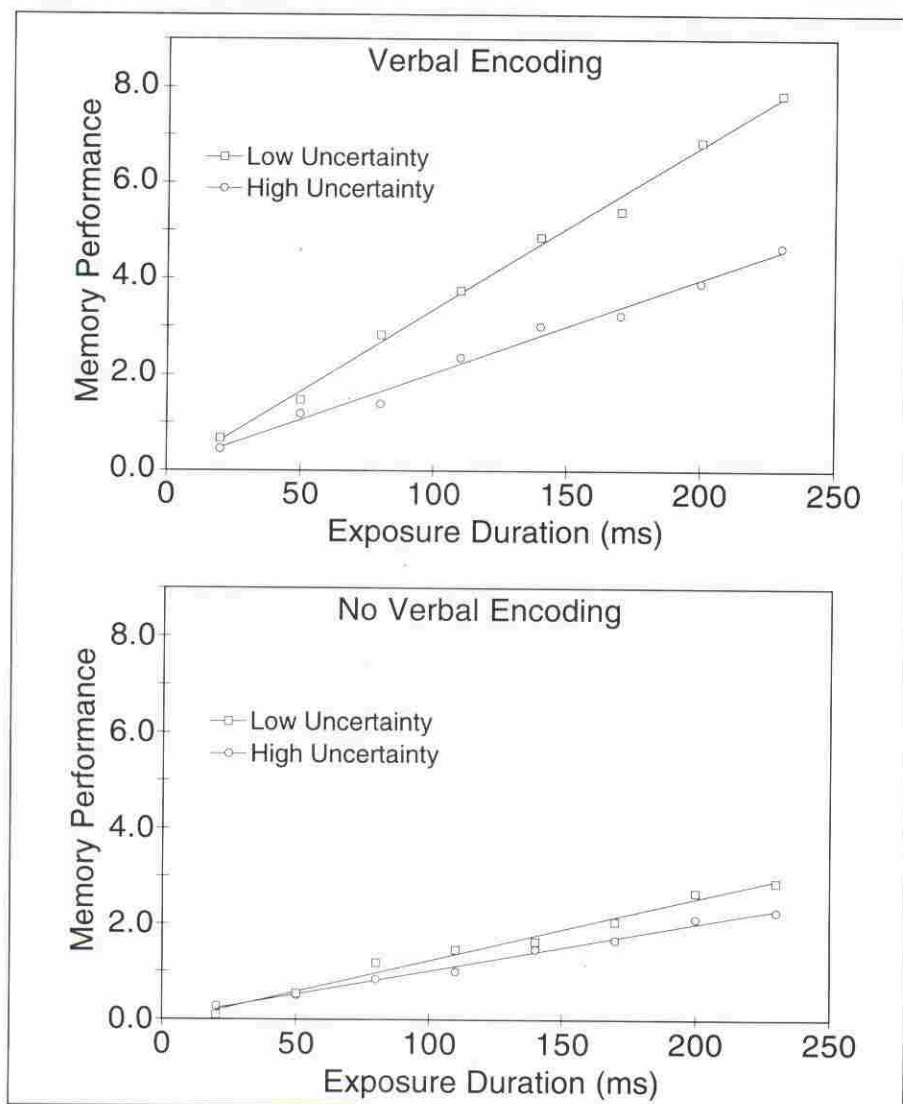 Verbal Encoding
8.0
6.0
4.0
2.0
0.0
Memory Performance
Low Uncertainty
High Uncertainty
0 50 100 150 200 250
Exposure Duration (ms)
No Verbal Encoding
8.0
6.0
4.0
2.0
0.0
Memory Performance
Low Uncertainty
High Uncertainty
0 50 100 150 200 250
Exposure Duration (ms)